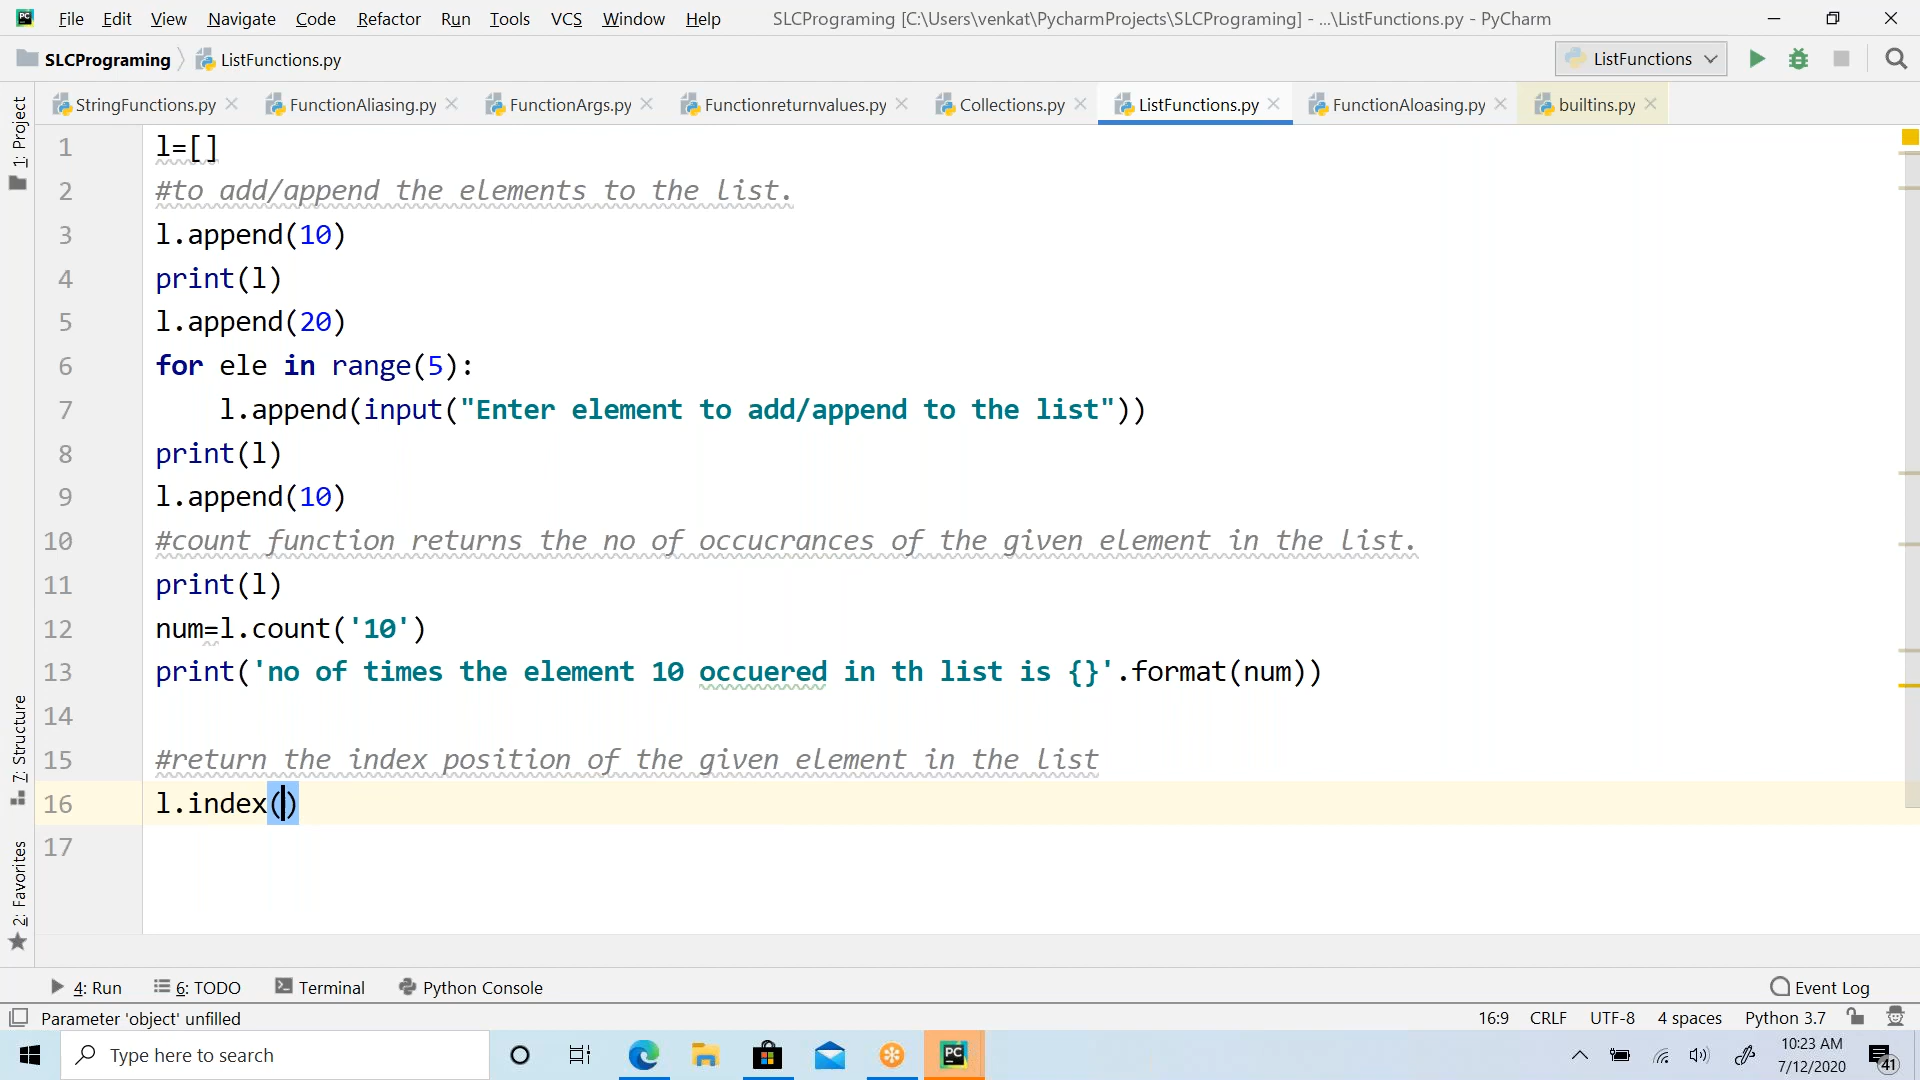 File Edit View Navigate Code Refactor Run Tools VCS Window Help SLCPrograming [C:\Users\venkat\PycharmProjects\SLCPrograming] - ...\ListFunctions.py - PyCharm
SLCPrograming ListFunctions.py ListFunctions
StringFunctions.py FunctionAliasing.py FunctionArgs.py Functionreturnvalues.py Collections.py ListFunctions.py FunctionAloasing.py builtins.py
1: Project
7: Structure
2: Favorites
1 l=[]
2 #to add/append the elements to the list.
3 l.append(10)
4 print(l)
5 l.append(20)
6 for ele in range(5):
7 l.append(input("Enter element to add/append to the list"))
8 print(l)
9 l.append(10)
10 #count function returns the no of occucrances of the given element in the list.
11 print(l)
12 num=l.count('10')
13 print('no of times the element 10 occuered in th list is {}'.format(num))
14
15 #return the index position of the given element in the list
16 l.index()
17
4: Run 6: TODO Terminal Python Console Event Log
Parameter 'object' unfilled 16:9 CRLF UTF-8 4 spaces Python 3.7
Type here to search PC 10:23 AM
7/12/2020 41